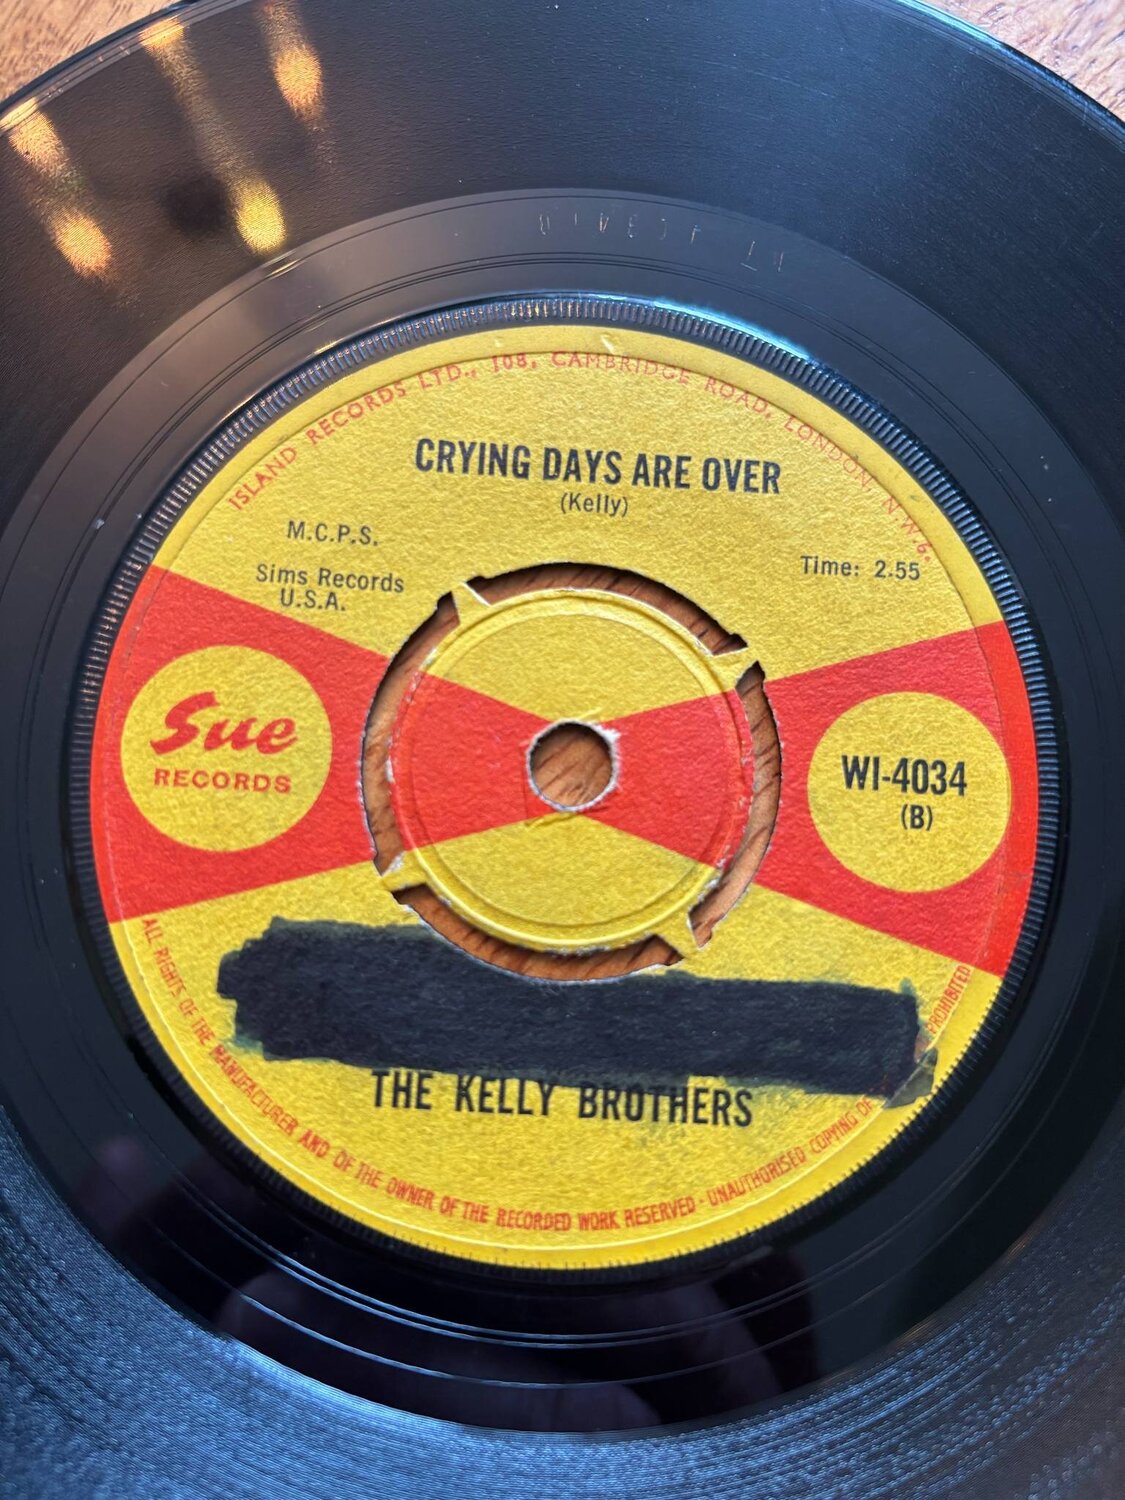 ISLAND RECORDS LTD., 108, CAMBRIDGE ROAD, LONDON, N.W.6.
CRYING DAYS ARE OVER
(Kelly)
M.C.P.S.
Sims Records
U.S.A.
Time: 2.55
Sue
RECORDS
WI-4034
(B)
THE KELLY BROTHERS
ALL RIGHTS OF THE MANUFACTURER AND OF THE OWNER OF THE RECORDED WORK RESERVED · UNAUTHORISED COPYING OF PROHIBITED